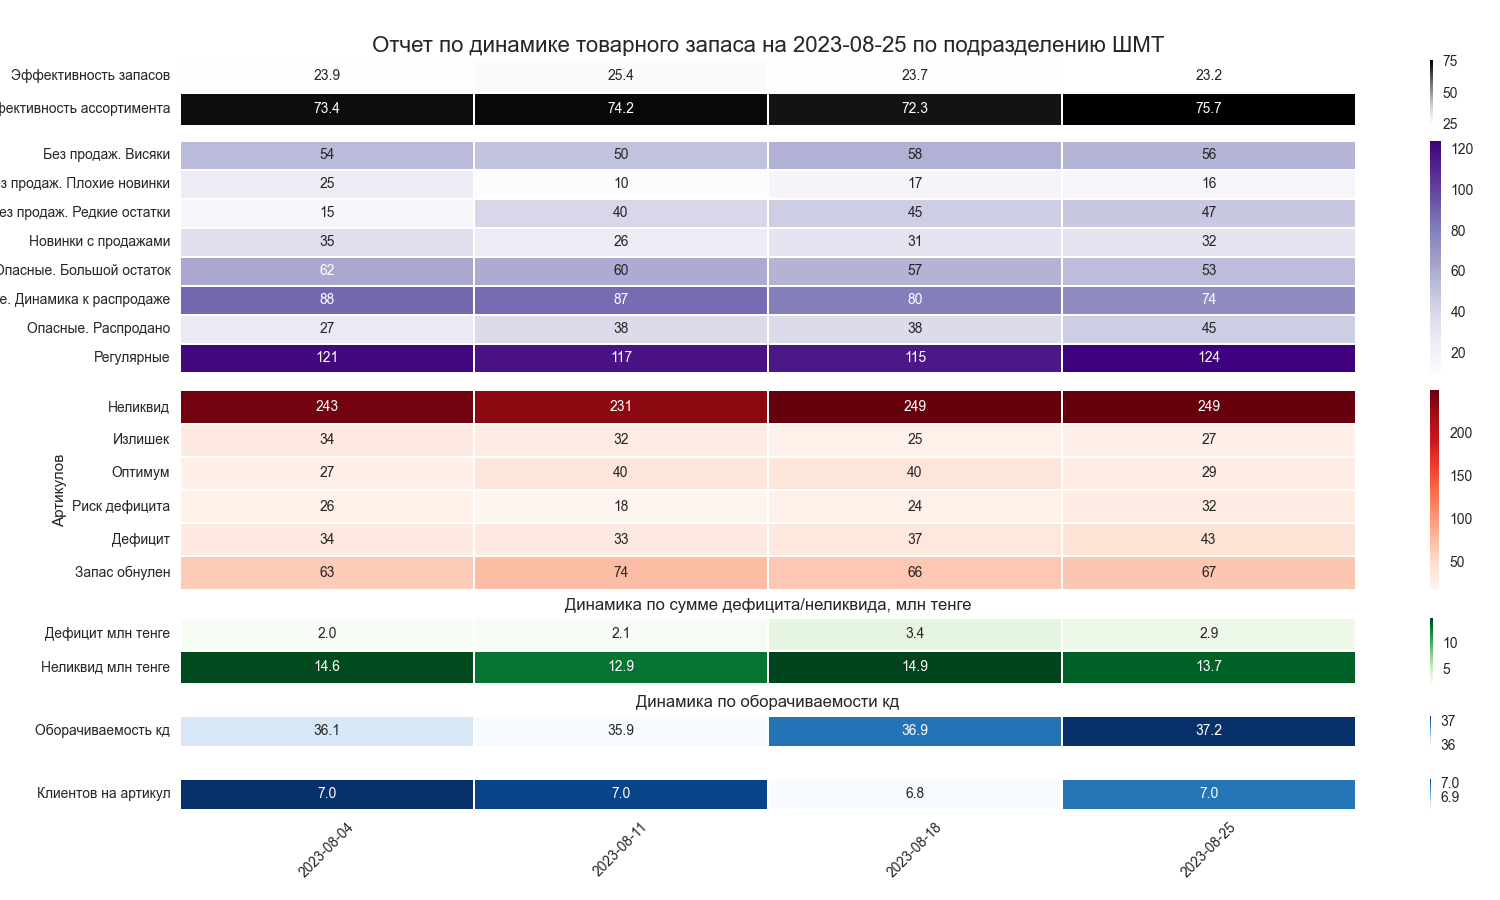 Отчет по динамике товарного запаса на 2023-08-25 по подразделению ШМТ
Эффективность запасов 23.9 25.4 23.7 23.2
фективность ассортимента 73.4 74.2 72.3 75.7
75
50
25
Без продаж. Висяки 54 50 58 56
з продаж. Плохие новинки 25 10 17 16
ез продаж. Редкие остатки 15 40 45 47
Новинки с продажами 35 26 31 32
Опасные. Большой остаток 62 60 57 53
е. Динамика к распродаже 88 87 80 74
Опасные. Распродано 27 38 38 45
Регулярные 121 117 115 124
120
100
80
60
40
20
Артикулов
Неликвид 243 231 249 249
Излишек 34 32 25 27
Оптимум 27 40 40 29
Риск дефицита 26 18 24 32
Дефицит 34 33 37 43
Запас обнулен 63 74 66 67
200
150
100
50
Динамика по сумме дефицита/неликвида, млн тенге
Дефицит млн тенге 2.0 2.1 3.4 2.9
Неликвид млн тенге 14.6 12.9 14.9 13.7
10
5
Динамика по оборачиваемости кд
Оборачиваемость кд 36.1 35.9 36.9 37.2
37
36
Клиентов на артикул 7.0 7.0 6.8 7.0
7.0
6.9
2023-08-04 2023-08-11 2023-08-18 2023-08-25